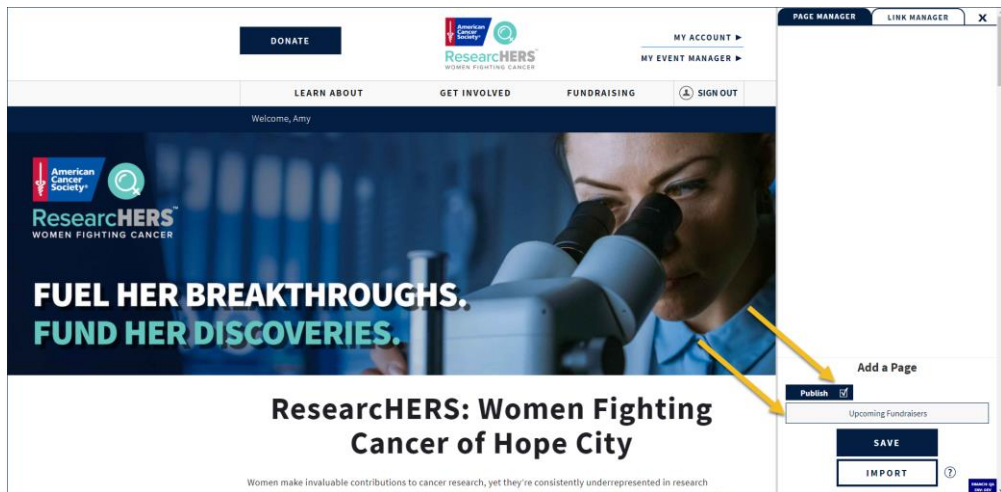 PAGE MANAGER
LINK MANAGER
X
DONATE
American
Cancer
Society®
ResearcHERS™
WOMEN FIGHTING CANCER
MY ACCOUNT ►
MY EVENT MANAGER ►
LEARN ABOUT
GET INVOLVED
FUNDRAISING
SIGN OUT
Welcome, Amy
American
Cancer
Society®
ResearcHERS™
WOMEN FIGHTING CANCER
FUEL HER BREAKTHROUGHS.
FUND HER DISCOVERIES.
Add a Page
Publish
Upcoming Fundraisers
SAVE
IMPORT
?
ResearcHERS: Women Fighting
Cancer of Hope City
Women make invaluable contributions to cancer research, yet they're consistently underrepresented in research